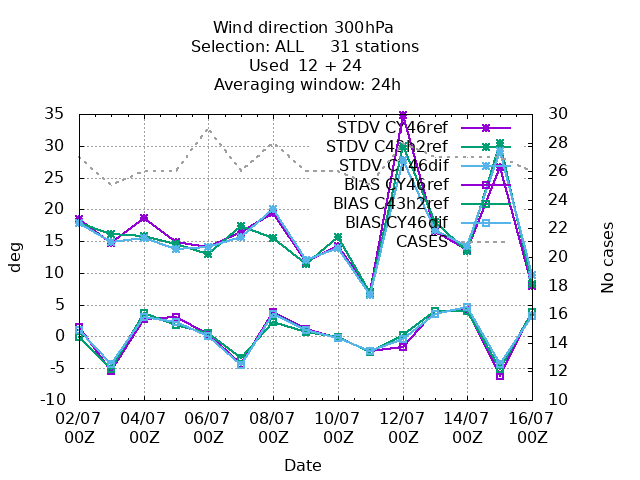 Wind direction 300hPa
Selection: ALL     31 stations
Used  12 + 24
Averaging window: 24h
35
30
25
20
15
10
5
0
-5
-10
30
28
26
24
22
20
18
16
14
12
10
deg
No cases
STDV CY46ref
STDV C43h2ref
STDV CY46dif
BIAS CY46ref
BIAS C43h2ref
BIAS CY46dif
CASES
02/07 04/07 06/07 08/07 10/07 12/07 14/07 16/07
00Z 00Z 00Z 00Z 00Z 00Z 00Z 00Z
Date